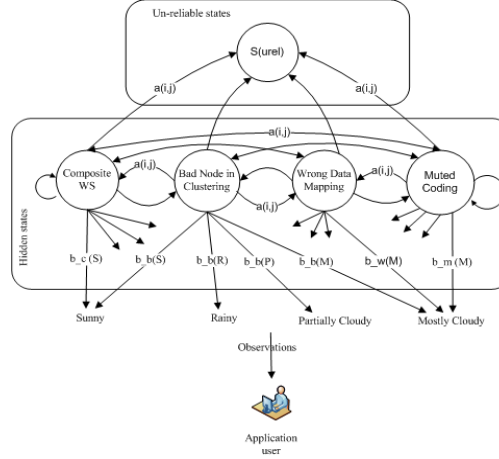 Un-reliable states
S(urel)
a(i,j)
a(i,j)
a(i,j)
Hidden states
Composite
WS
a(i,j)
Bad Node in
Clustering
a(i,j)
Wrong Data
Mapping
a(i,j)
Muted
Coding
b_c (S)
b_b(S)
b_b(R)
b_b(P)
b_b(M)
b_w(M)
b_m (M)
Sunny
Rainy
Partially Cloudy
Mostly Cloudy
Observations
Application
user